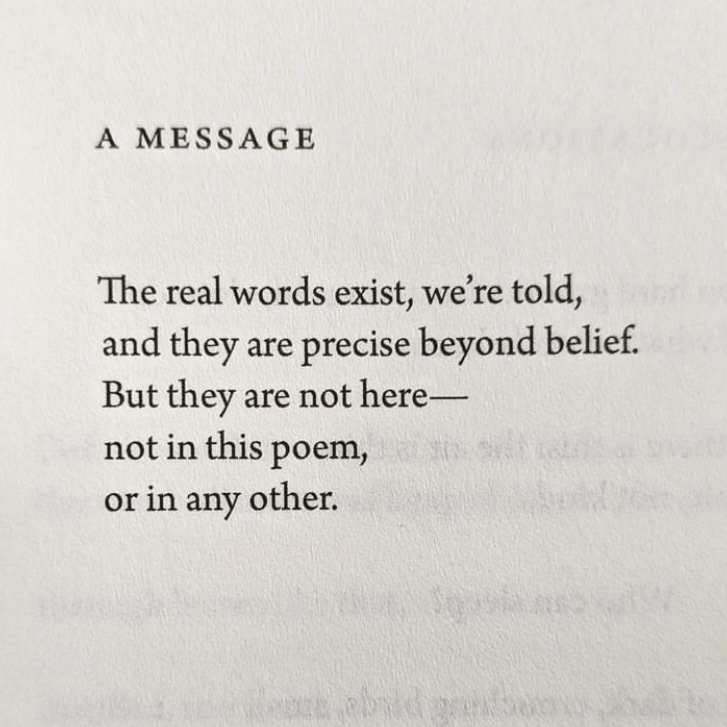 A MESSAGE
The real words exist, we’re told,
and they are precise beyond belief.
But they are not here—
not in this poem,
or in any other.